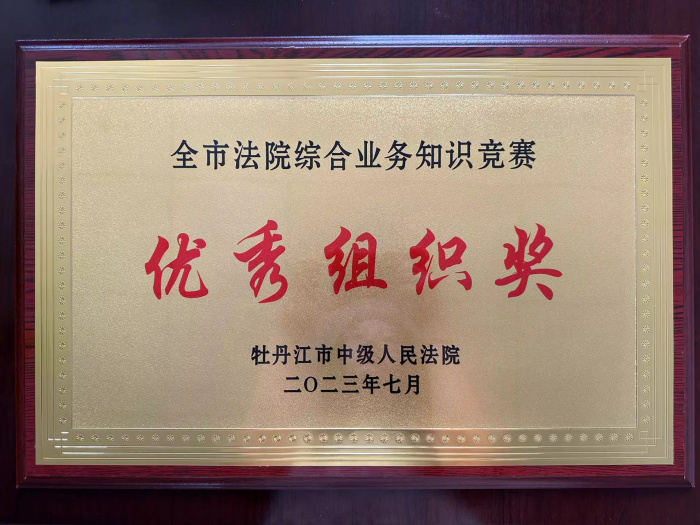 全市法院综合业务知识竞赛
优秀组织奖
牡丹江市中级人民法院
二〇二三年七月